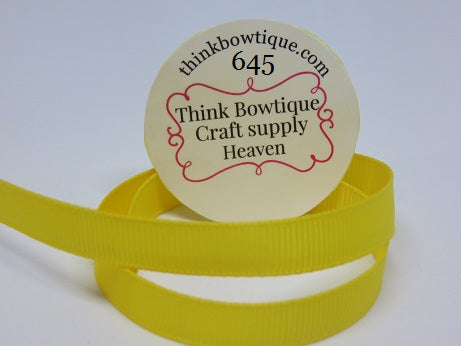 thinkbowtique.com
645
Think Bowtique
Craft supply
Heaven